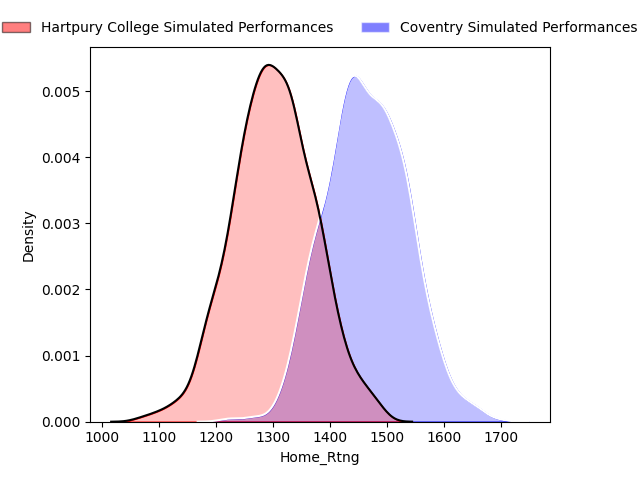 Hartpury College Simulated Performances
Coventry Simulated Performances
0.005
0.004
0.003
0.002
0.001
0.000
Density
1000 1100 1200 1300 1400 1500 1600 1700
Home_Rtng